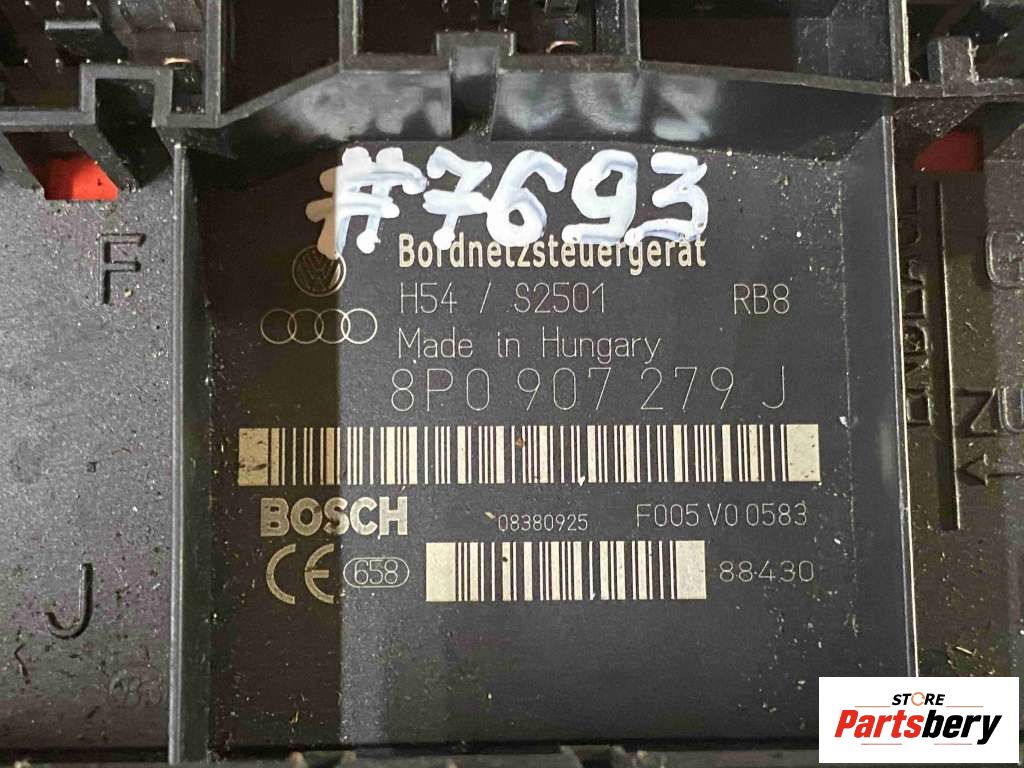 #7693
Bordnetzsteuergerät
H54 / S2501 RB8
Made in Hungary
8P0 907 279 J
BOSCH 08380925 F005 V0 0583
CE 658 88430
F
J
G
ZU
STORE
Partsbery